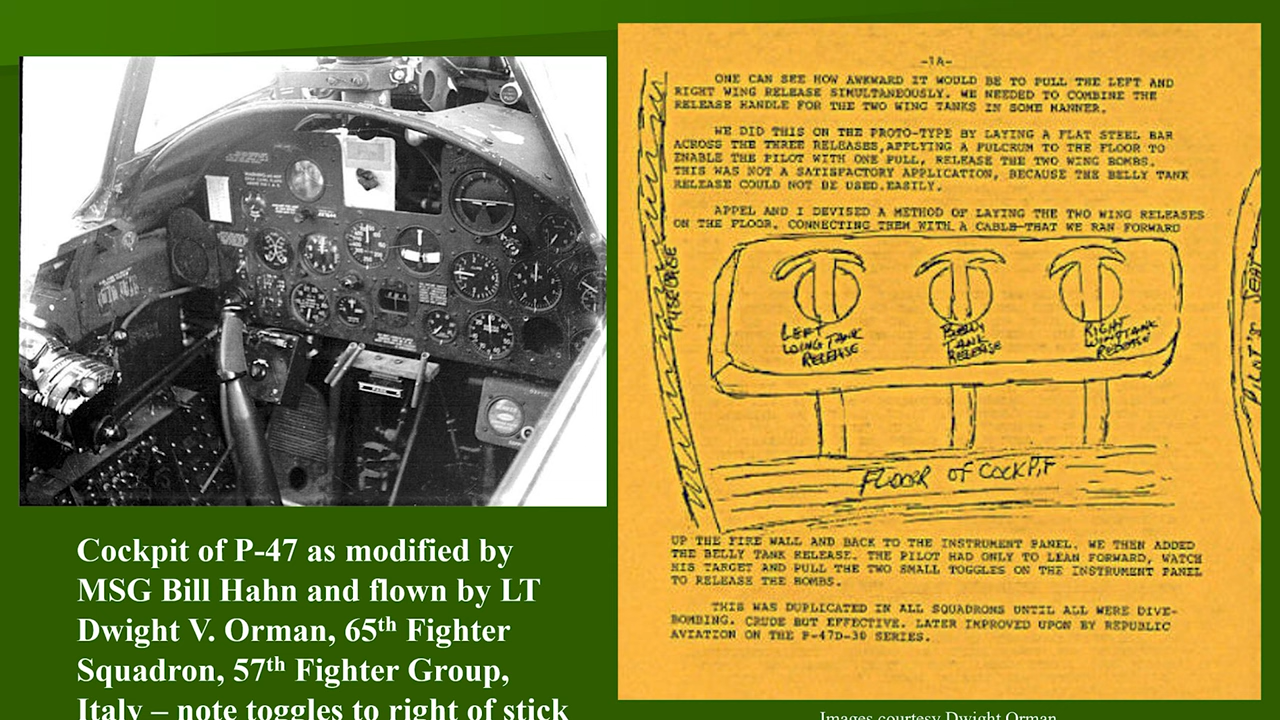 Cockpit of P-47 as modified by
MSG Bill Hahn and flown by LT
Dwight V. Orman, 65th Fighter
Squadron, 57th Fighter Group,
Italy – note toggles to right of stick
-1A-
ONE CAN SEE HOW AWKWARD IT WOULD BE TO PULL THE LEFT AND
RIGHT WING RELEASE SIMULTANEOUSLY. WE NEEDED TO COMBINE THE
RELEASE HANDLE FOR THE TWO WING TANKS IN SOME MANNER.
WE DID THIS ON THE PROTO-TYPE BY LAYING A FLAT STEEL BAR
ACROSS THE THREE RELEASES,APPLYING A FULCRUM TO THE FLOOR TO
ENABLE THE PILOT WITH ONE PULL, RELEASE THE TWO WING BOMBS.
THIS WAS NOT A SATISFACTORY APPLICATION, BECAUSE THE BELLY TANK
RELEASE COULD NOT BE USED.EASILY.
APPEL AND I DEVISED A METHOD OF LAYING THE TWO WING RELEASES
ON THE FLOOR. CONNECTING THEM WITH A CABLE THAT WE RAN FORWARD
LEFT
TANK
RELEASE
BELLY
TANK
RELEASE
RIGHT
WING TANK
RELEASE
PILOT'S SEAT
FLOOR OF COCKPIT
UP THE FIRE WALL AND BACK TO THE INSTRUMENT PANEL. WE THEN ADDED
THE BELLY TANK RELEASE. THE PILOT HAD ONLY TO LEAN FORWARD, WATCH
HIS TARGET AND PULL THE TWO SMALL TOGGLES ON THE INSTRUMENT PANEL
TO RELEASE THE BOMBS.
THIS WAS DUPLICATED IN ALL SQUADRONS UNTIL ALL WERE DIVE-
BOMBING. CRUDE BUT EFFECTIVE. LATER IMPROVED UPON BY REPUBLIC
AVIATION ON THE P-47D-30 SERIES.
Images courtesy Dwight Orman